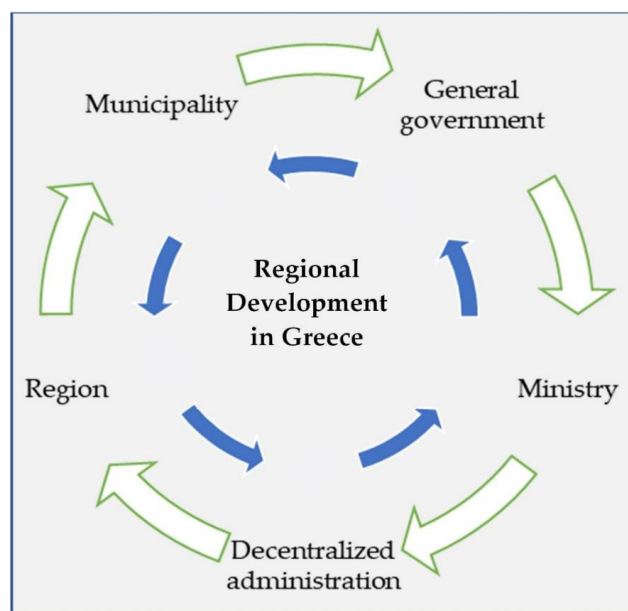 Municipality
General
government
Regional
Development
in Greece
Region
Ministry
Decentralized
administration